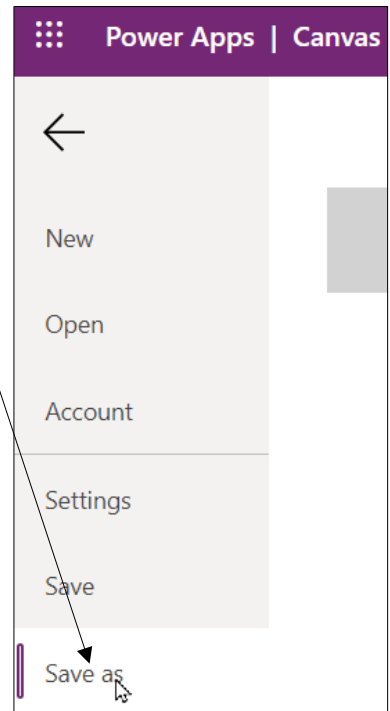 Power Apps | Canvas
New
Open
Account
Settings
Save
Save as